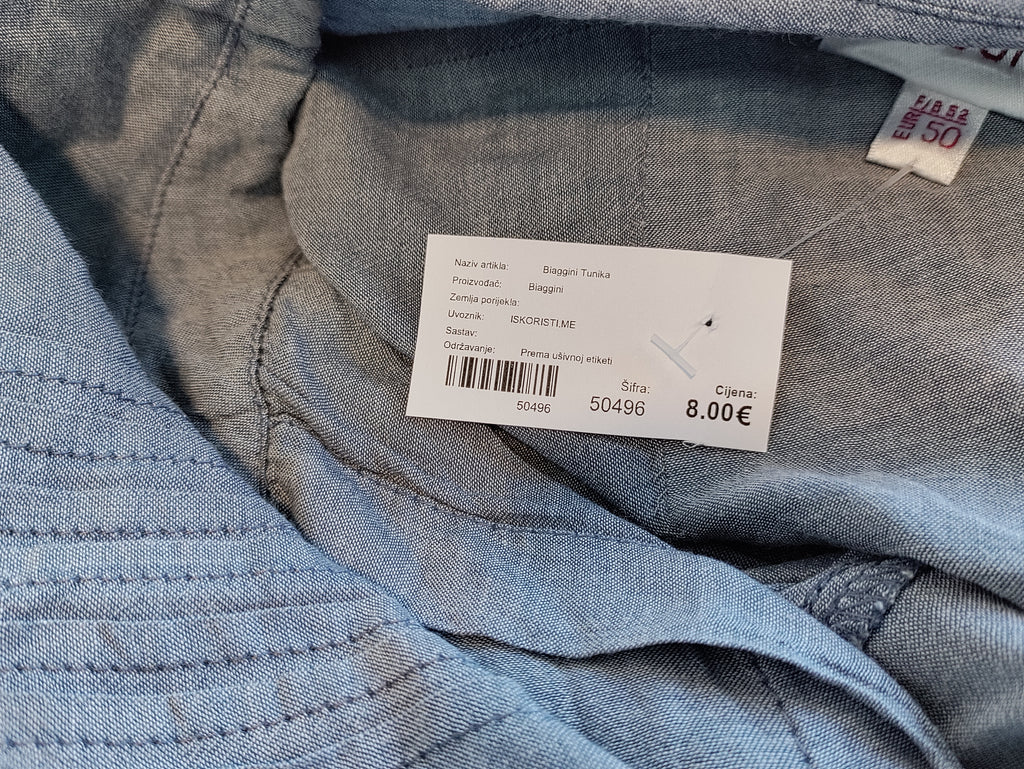 F/B 52
EUR 50
Naziv artikla: Biaggini Tunika
Proizvođač: Biaggini
Zemlja porijekla:
Uvoznik: ISKORISTI.ME
Sastav:
Održavanje: Prema ušivnoj etiketi
50496
Šifra:
50496
Cijena:
8.00€